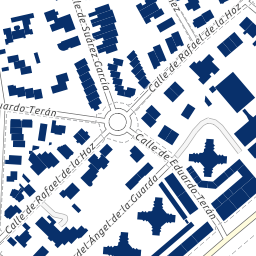 de Suárez García
Calle de Rafael de la Hoz
Eduardo Terán
Calle de Eduardo Terán
Calle de Rafael de la Hoz
del Ángel de la Guarda